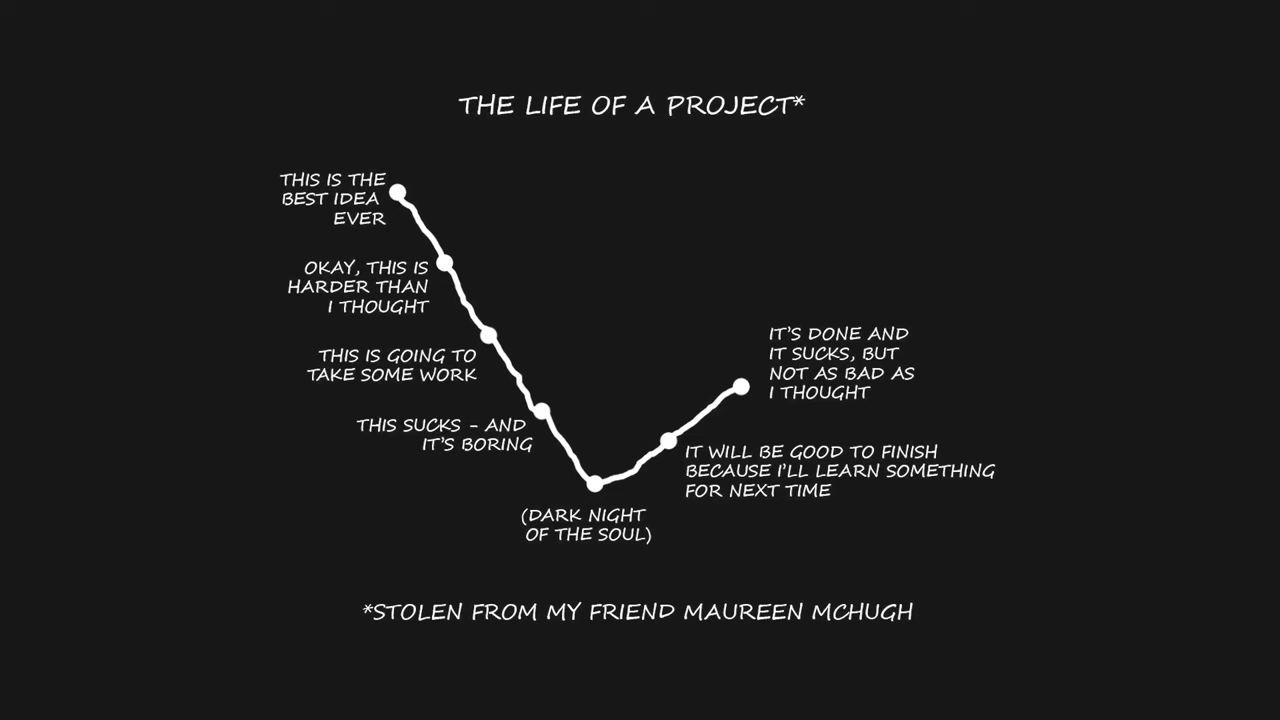 THE LIFE OF A PROJECT*
THIS IS THE
BEST IDEA
EVER
OKAY, THIS IS
HARDER THAN
I THOUGHT
THIS IS GOING TO
TAKE SOME WORK
THIS SUCKS - AND
IT'S BORING
(DARK NIGHT
OF THE SOUL)
IT WILL BE GOOD TO FINISH
BECAUSE I'LL LEARN SOMETHING
FOR NEXT TIME
IT'S DONE AND
IT SUCKS, BUT
NOT AS BAD AS
I THOUGHT
*STOLEN FROM MY FRIEND MAUREEN MCHUGH